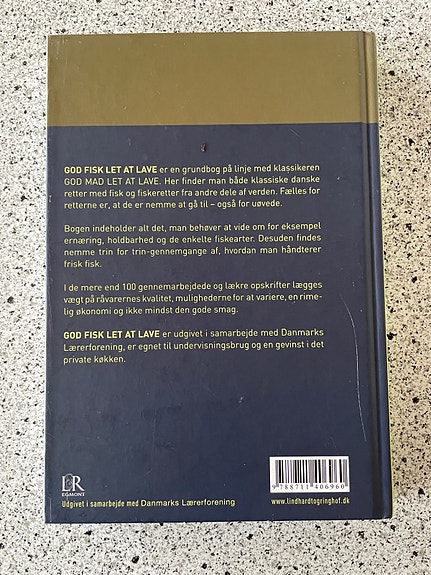 GOD FISK LET AT LAVE er en grundbog på linje med klassikeren
GOD MAD LET AT LAVE. Her finder man både klassiske danske
retter med fisk og fiskeretter fra andre dele af verden. Fælles for
retterne er, at de er nemme at gå til – også for uøvede.
Bogen indeholder alt det, man behøver at vide om for eksempel
ernæring, holdbarhed og de enkelte fiskearter. Desuden findes
nemme trin for trin-gennemgange af, hvordan man håndterer
frisk fisk.
I de mere end 100 gennemarbejdede og lækre opskrifter lægges
vægt på råvarernes kvalitet, mulighederne for at variere, en rime-
lig økonomi og ikke mindst den gode smag.
GOD FISK LET AT LAVE er udgivet i samarbejde med Danmarks
Lærerforening, er egnet til undervisningsbrug og en gevinst i det
private køkken.
L&R
EGMONT
Udgivet i samarbejde med Danmarks Lærerforening
9 788711 406960
www.lindhardtogringhof.dk